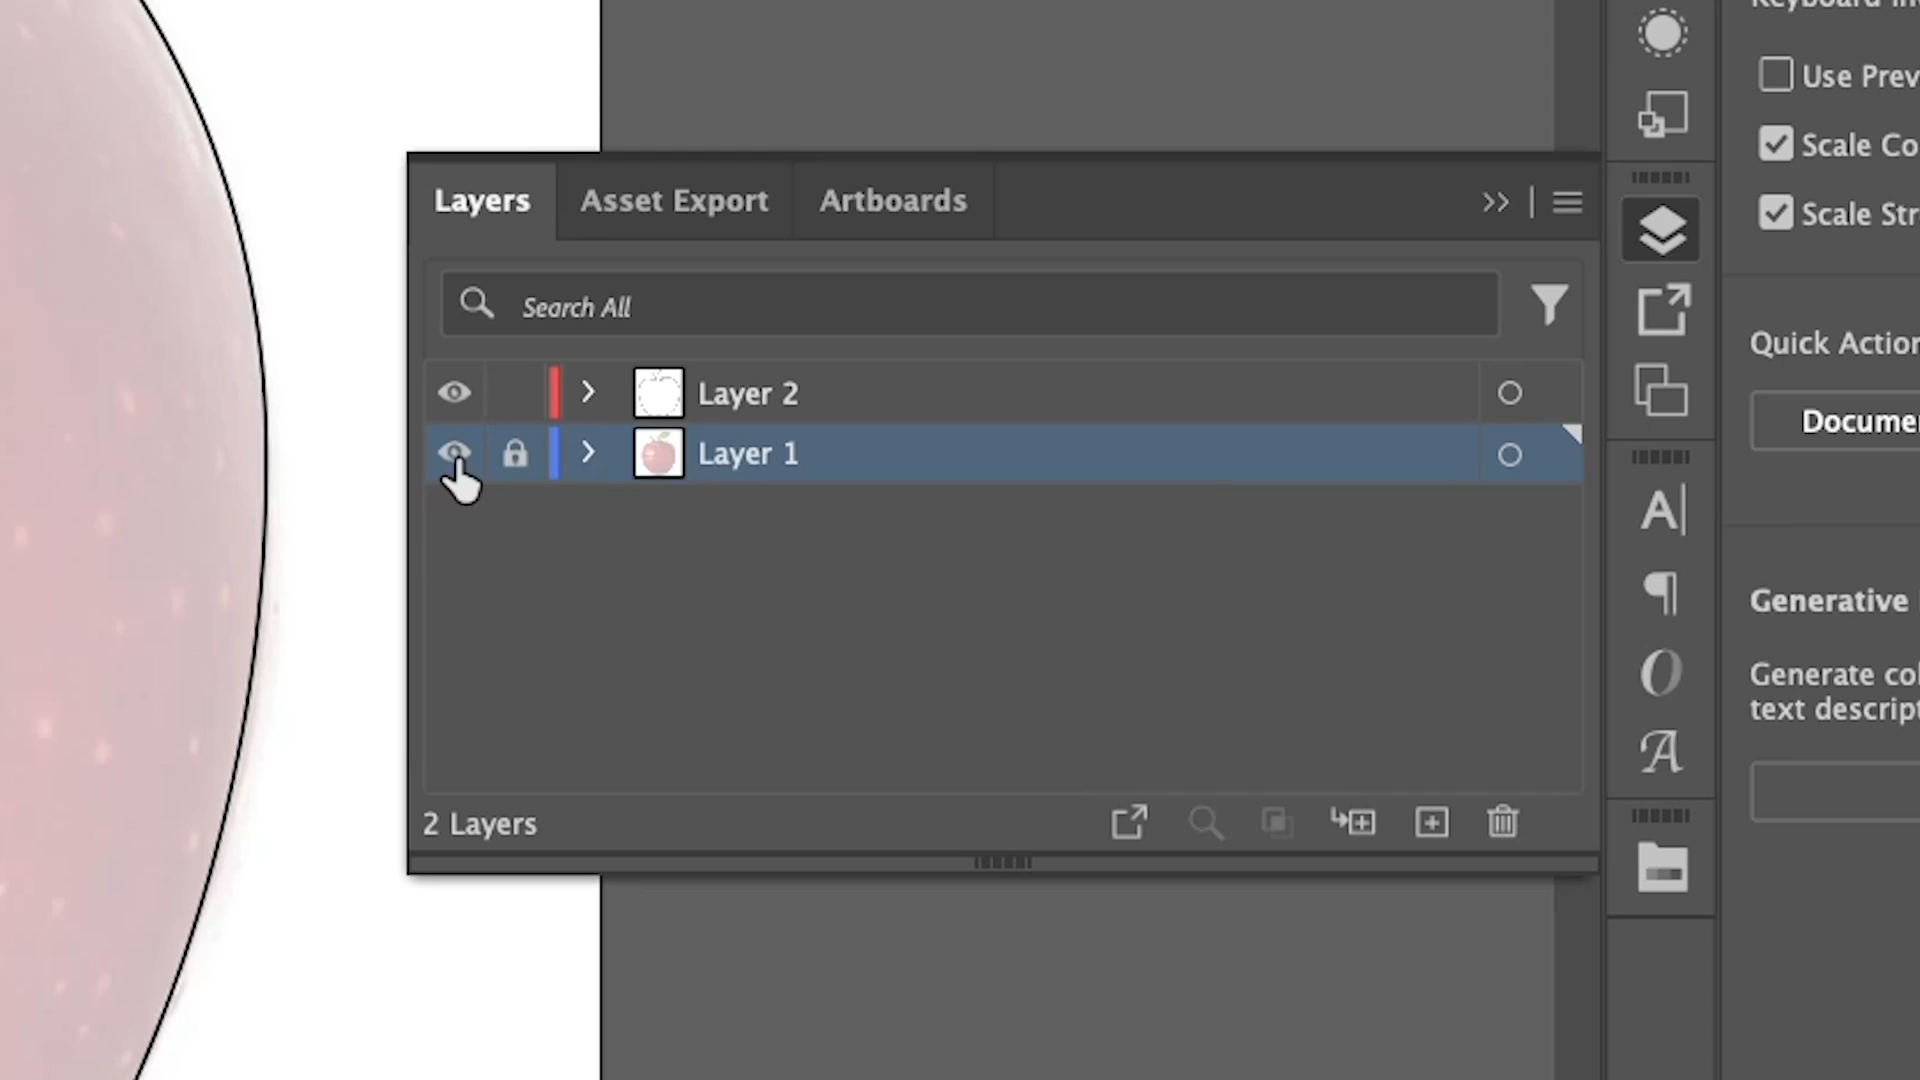 Use Prev
Scale Co
Scale Str
Layers
Asset Export
Artboards
Search All
Layer 2
Layer 1
2 Layers
Quick Action
Documen
Generative
Generate col
text descript